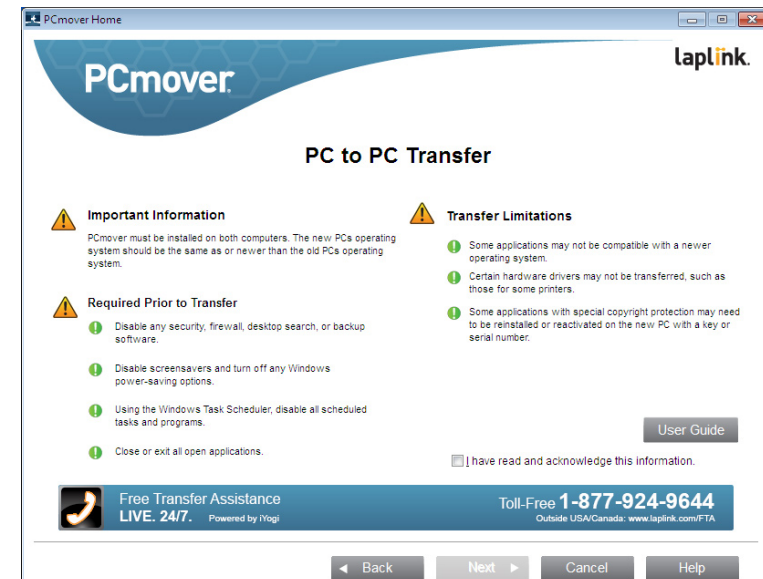 PCmover Home
PCmover.
laplink.
PC to PC Transfer
Important Information
PCmover must be installed on both computers. The new PCs operating
system should be the same as or newer than the old PCs operating
system.
Required Prior to Transfer
Disable any security, firewall, desktop search, or backup
software.
Disable screensavers and turn off any Windows
power-saving options.
Using the Windows Task Scheduler, disable all scheduled
tasks and programs.
Close or exit all open applications.
Transfer Limitations
Some applications may not be compatible with a newer
operating system.
Certain hardware drivers may not be transferred, such as
those for some printers.
Some applications with special copyright protection may need
to be reinstalled or reactivated on the new PC with a key or
serial number.
User Guide
I have read and acknowledge this information.
Free Transfer Assistance
LIVE. 24/7. Powered by iYogi
Toll-Free 1-877-924-9644
Outside USA/Canada: www.laplink.com/FTA
Back
Next
Cancel
Help